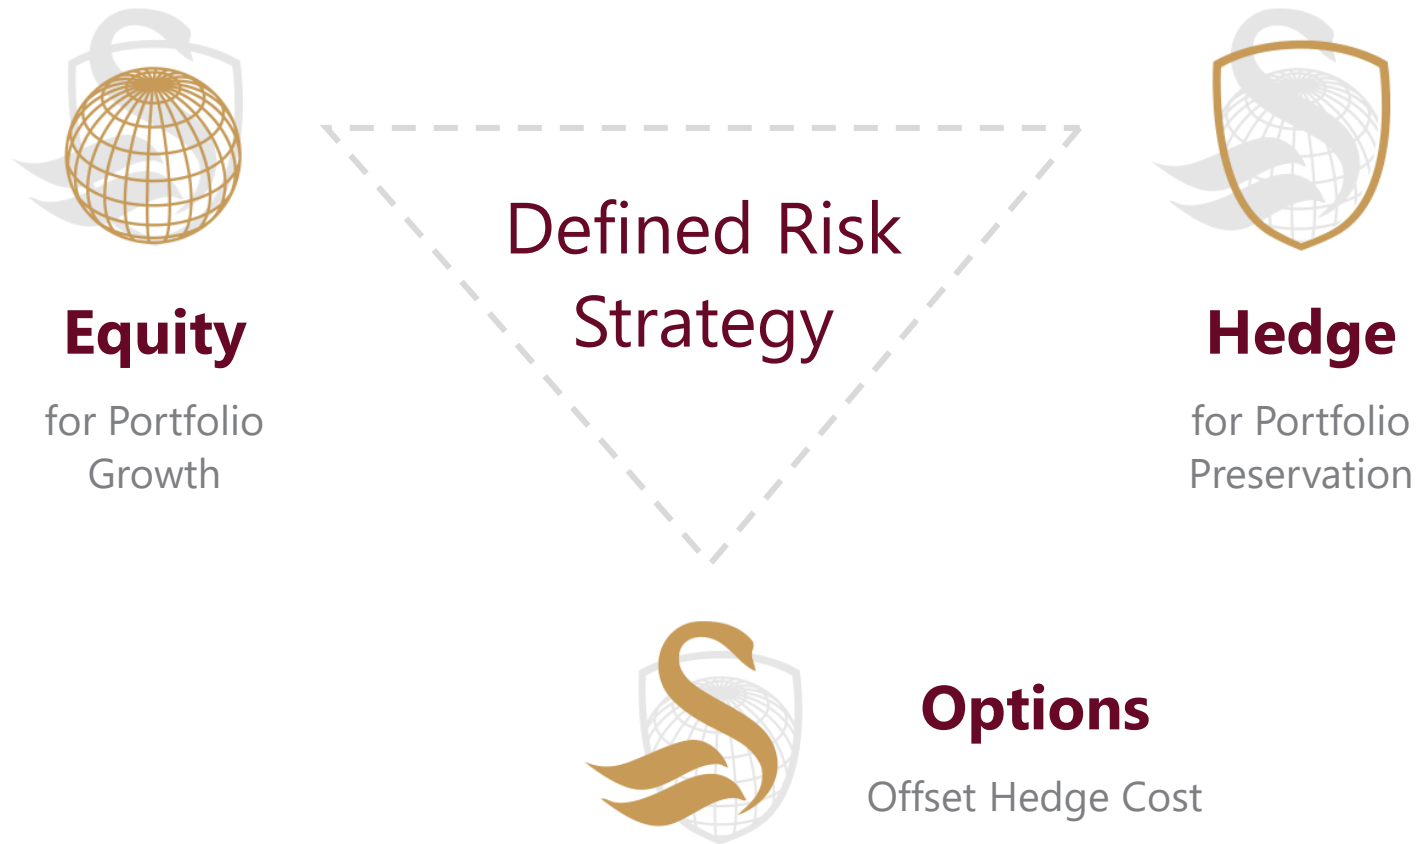 Defined Risk
Strategy
Equity
for Portfolio
Growth
Hedge
for Portfolio
Preservation
Options
Offset Hedge Cost